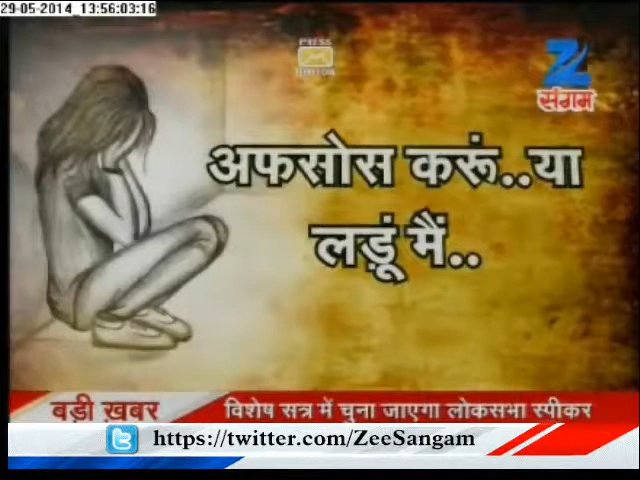 29-05-2014_13:56:03:16
PRESS
Z
संगम
अफसोस करूं..या
लड़ूं मैं..
बड़ी ख़बर
विशेष सत्र में चुना जाएगा लोकसभा स्पीकर
https://twitter.com/ZeeSangam